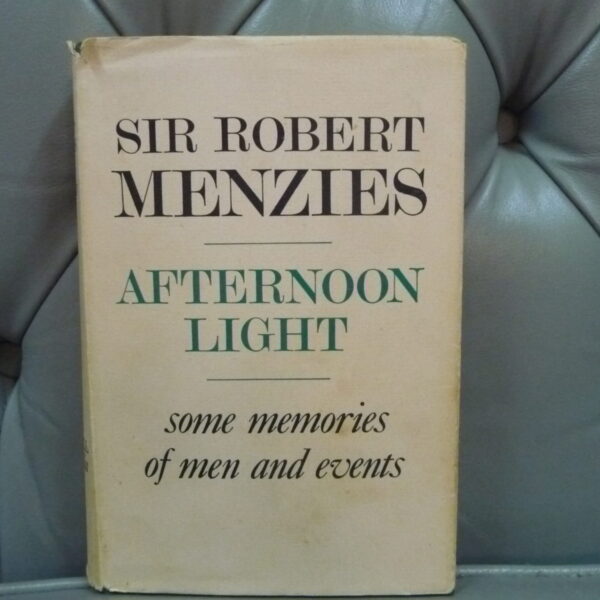 SIR ROBERT
MENZIES
AFTERNOON
LIGHT
some memories
of men and events